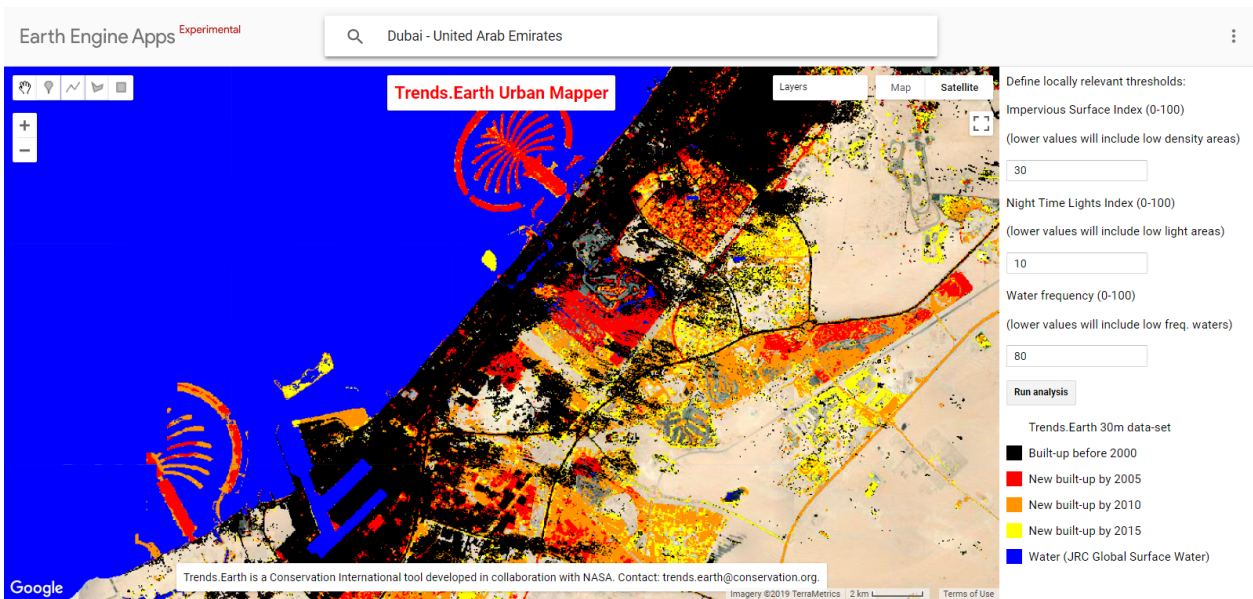 Earth Engine Apps Experimental
Dubai - United Arab Emirates
Trends.Earth Urban Mapper
Layers
Map
Satellite
+
−
Define locally relevant thresholds:
Impervious Surface Index (0-100)
(lower values will include low density areas)
30
Night Time Lights Index (0-100)
(lower values will include low light areas)
10
Water frequency (0-100)
(lower values will include low freq. waters)
80
Run analysis
Trends.Earth 30m data-set
Built-up before 2000
New built-up by 2005
New built-up by 2010
New built-up by 2015
Water (JRC Global Surface Water)
Trends.Earth is a Conservation International tool developed in collaboration with NASA. Contact: trends.earth@conservation.org.
Google
Imagery ©2019 TerraMetrics
2 km
Terms of Use